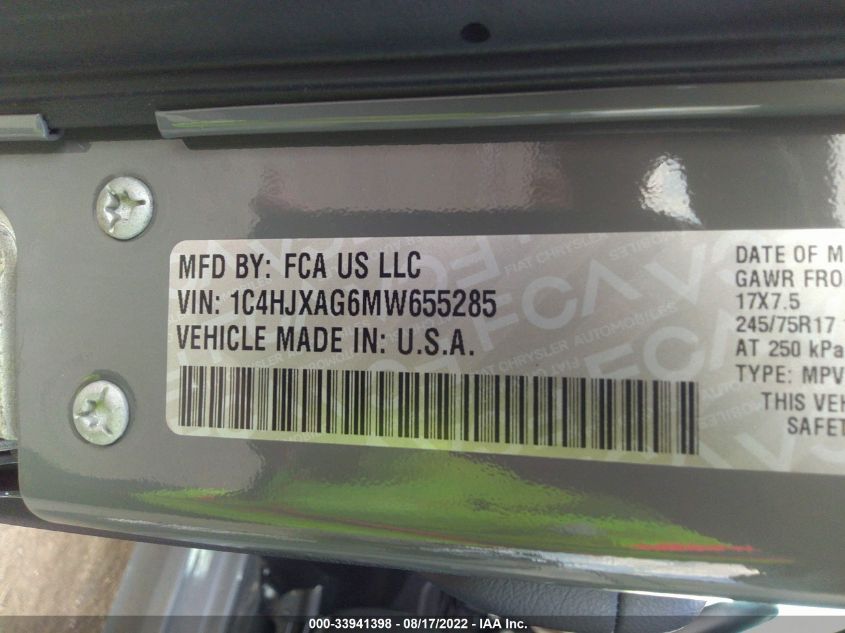 MFD BY: FCA US LLC
VIN: 1C4HJXAG6MW655285
VEHICLE MADE IN: U.S.A.
DATE OF M
GAWR FRO
17X7.5
245/75R17
AT 250 kPa
TYPE: MPV
THIS VEH
SAFET
000-33941398 - 08/17/2022 - IAA Inc.